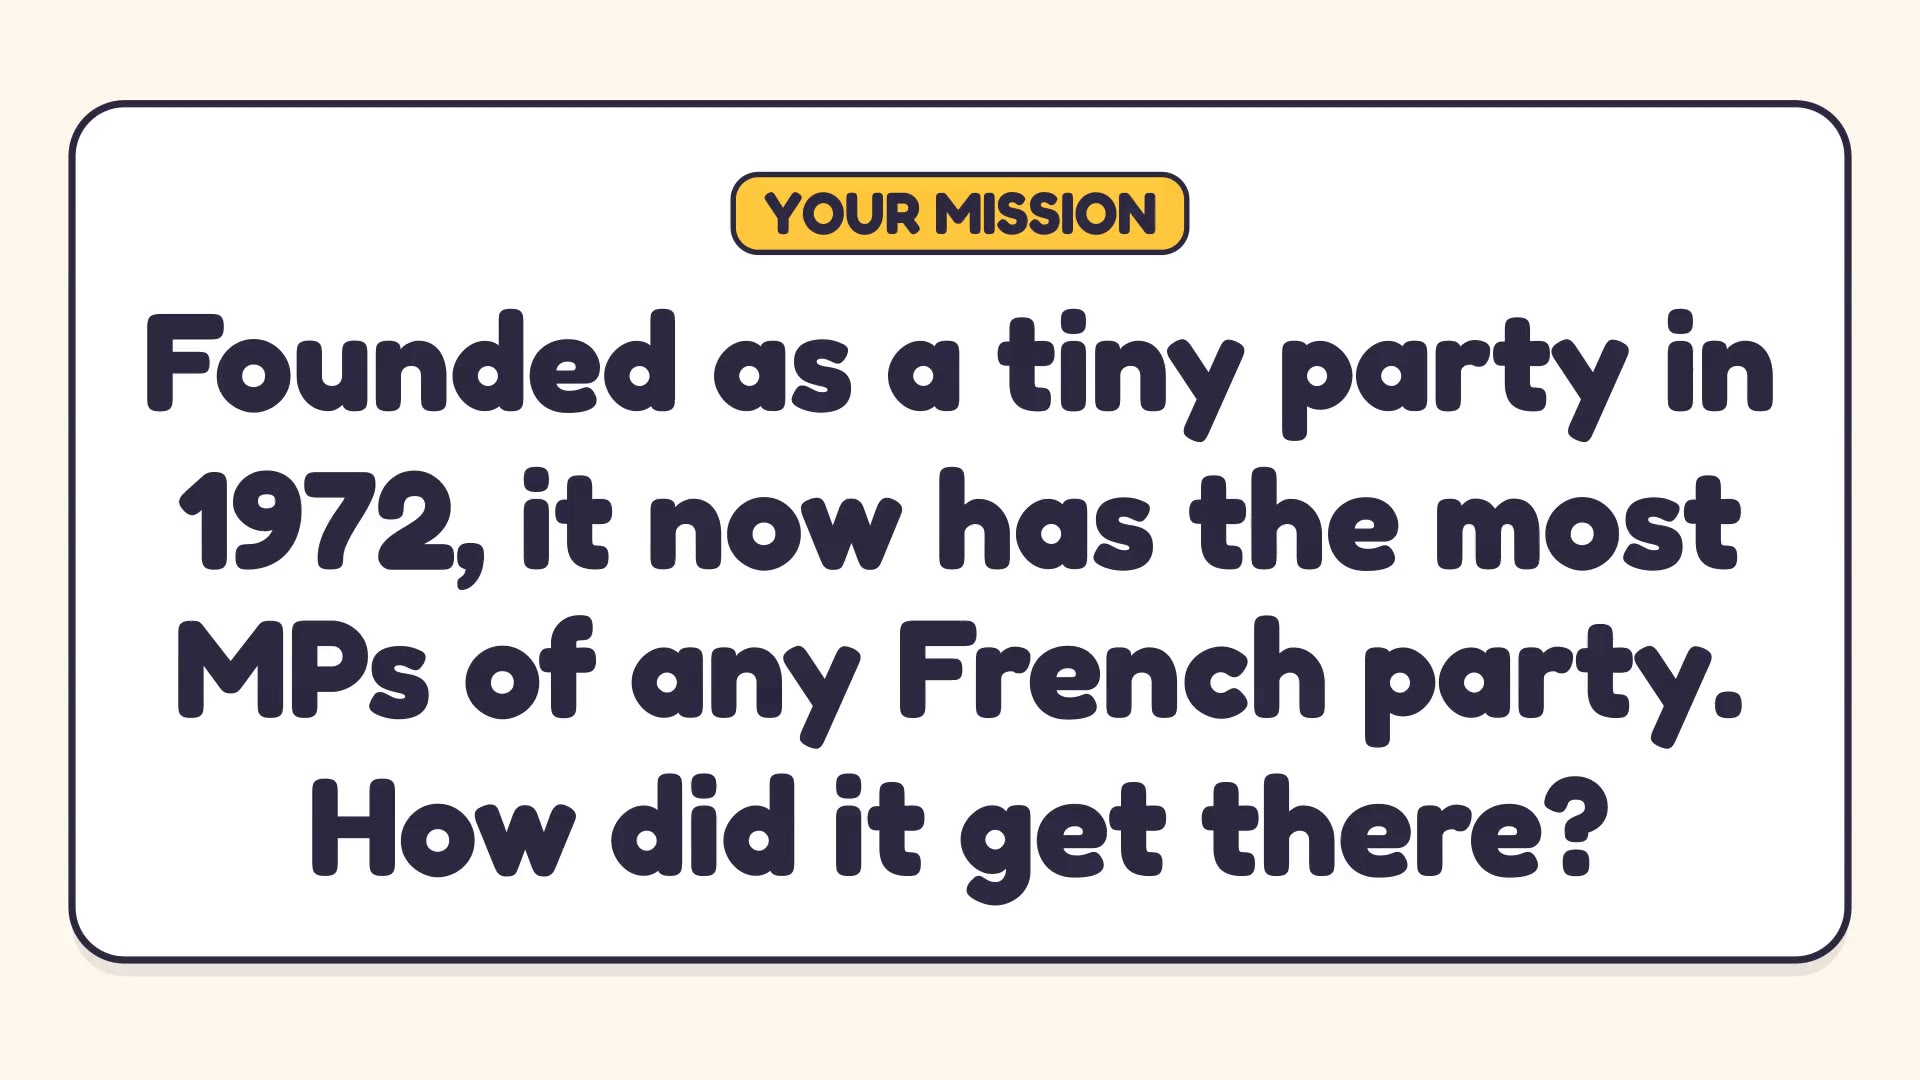 YOUR MISSION
Founded as a tiny party in
1972, it now has the most
MPs of any French party.
How did it get there?